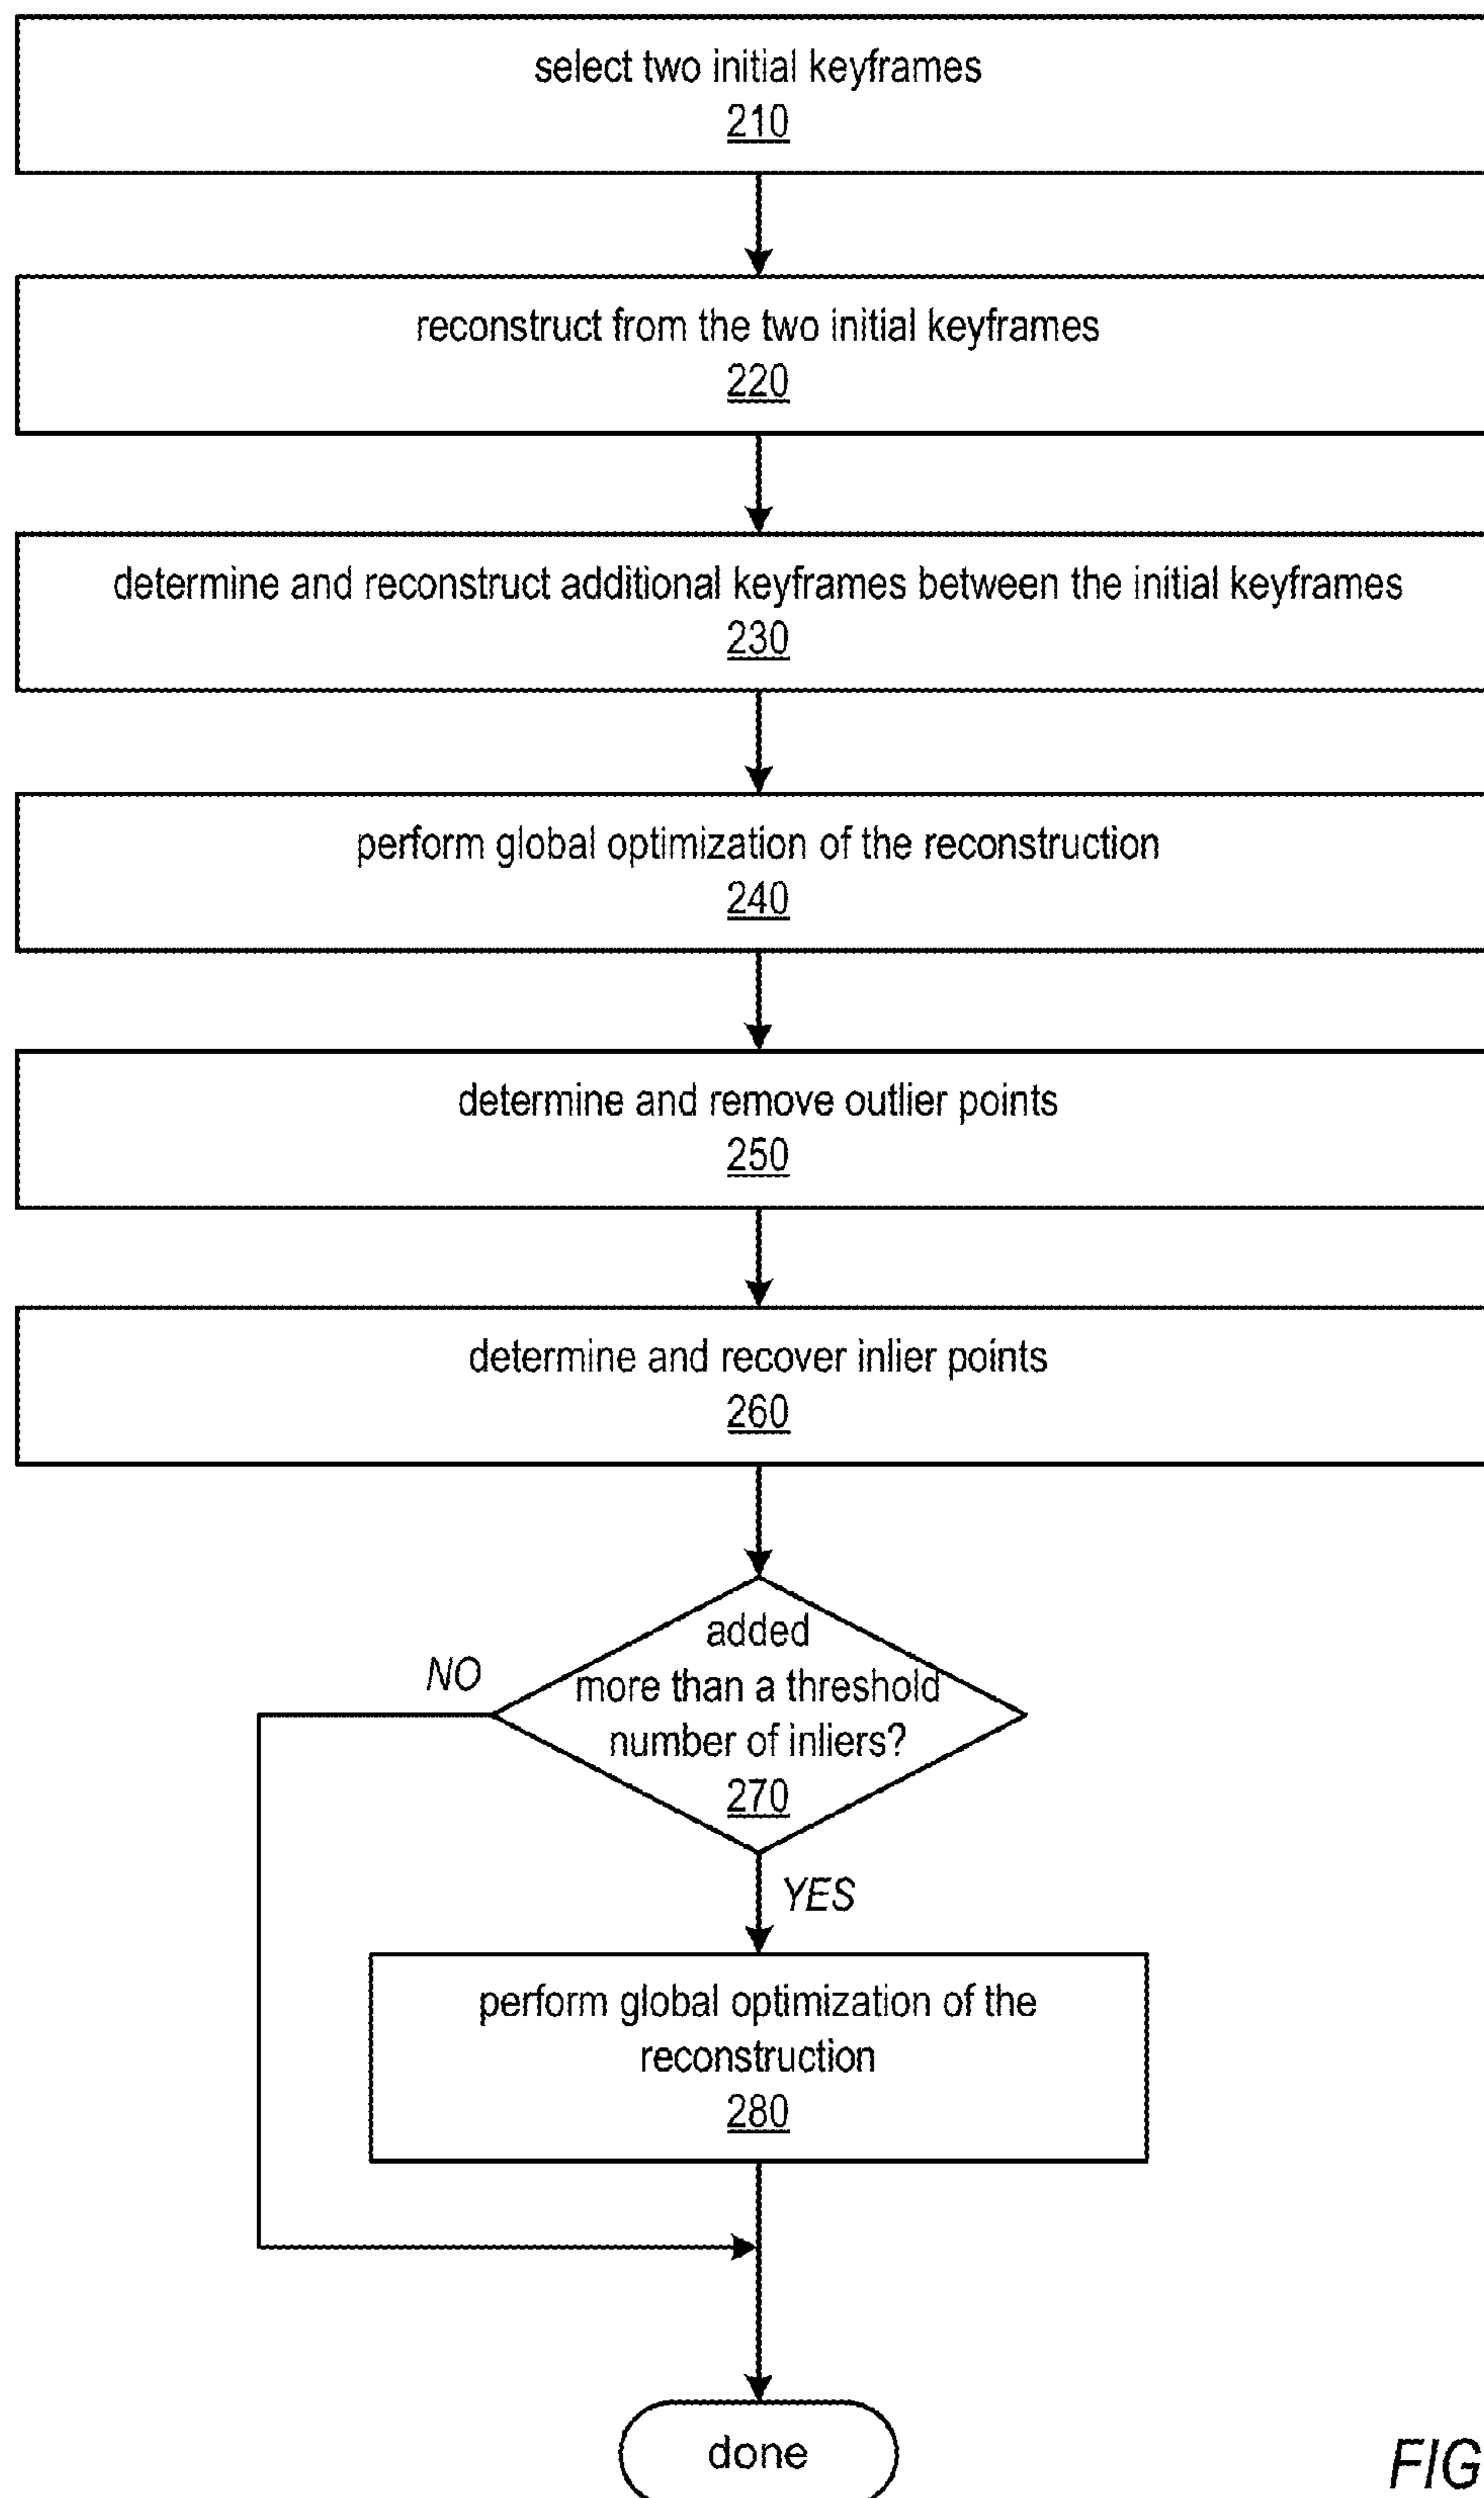 select two initial keyframes
210
reconstruct from the two initial keyframes
220
determine and reconstruct additional keyframes between the initial keyframes
230
perform global optimization of the reconstruction
240
determine and remove outlier points
250
determine and recover inlier points
260
added
more than a threshold
number of inliers?
270
NO
YES
perform global optimization of the
reconstruction
280
done
FIG